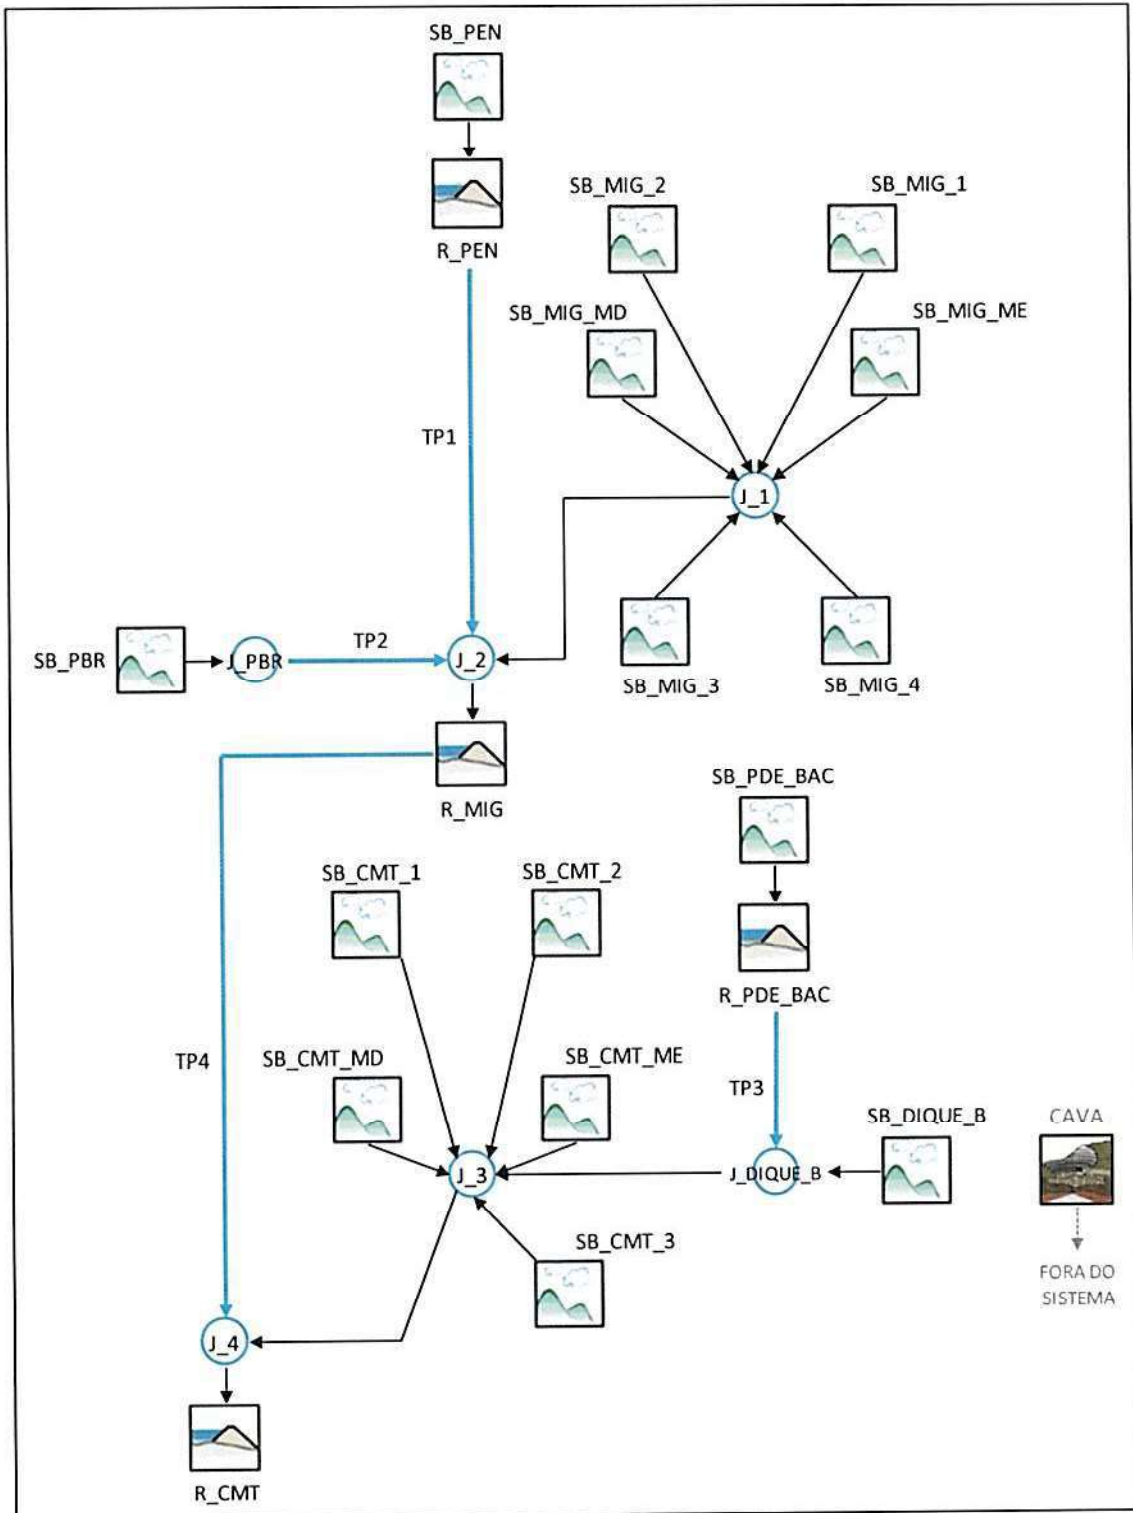 SB_PEN
R_PEN
SB_MIG_2
SB_MIG_1
SB_MIG_MD
SB_MIG_ME
TP1
J_1
SB_PBR
J_PBR
TP2
J_2
SB_MIG_3
SB_MIG_4
R_MIG
SB_PDE_BAC
SB_CMT_1
SB_CMT_2
R_PDE_BAC
TP4
SB_CMT_MD
SB_CMT_ME
TP3
SB_DIQUE_B
CAVA
J_3
J_DIQUE_B
SB_CMT_3
FORA DO
SISTEMA
J_4
R_CMT